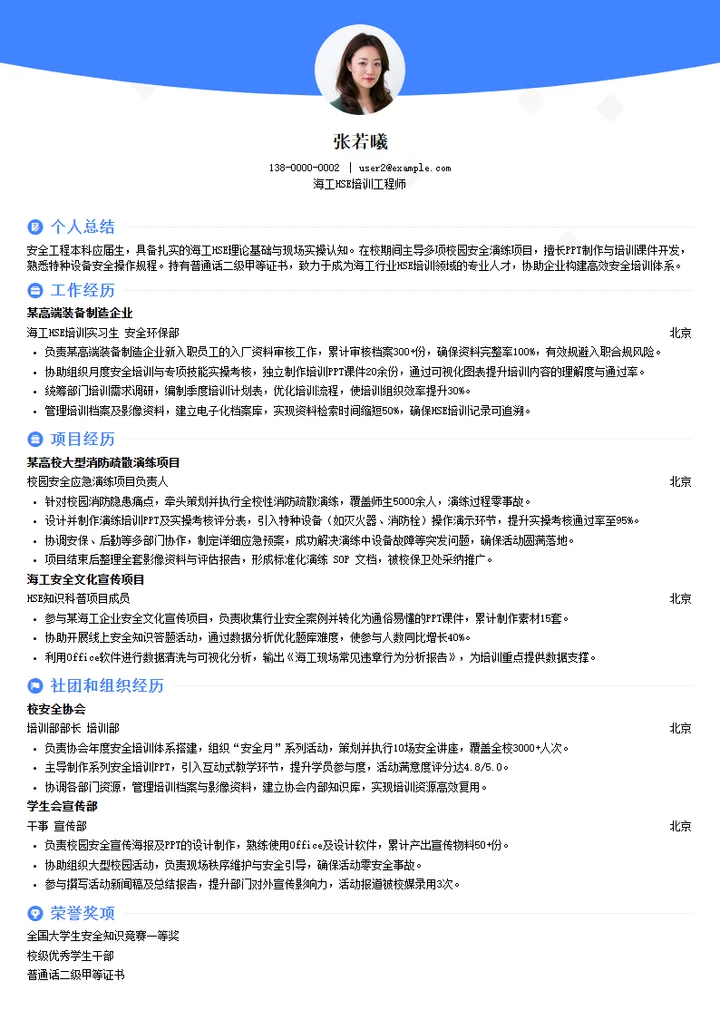 张若曦
138-0000-0002 | user2@example.com
海工HSE培训工程师
个人总结
安全工程本科应届生，具备扎实的海工HSE理论基础与现场实操认知。在校期间主导多项校园安全演练项目，擅长PPT制作与培训课件开发，
熟悉特种设备安全操作规程。持有普通话二级甲等证书，致力于成为海工行业HSE培训领域的专业人才，协助企业构建高效安全培训体系。
工作经历
某高端装备制造企业
海工HSE培训实习生 安全环保部 北京
• 负责某高端装备制造企业新入职员工的入厂资料审核工作，累计审核档案300+份，确保资料完整率100%，有效规避入职合规风险。
• 协助组织月度安全培训与专项技能实操考核，独立制作培训PPT课件20余份，通过可视化图表提升培训内容的理解度与通过率。
• 统筹部门培训需求调研，编制季度培训计划表，优化培训流程，使培训组织效率提升30%。
• 管理培训档案及影像资料，建立电子化档案库，实现资料检索时间缩短50%，确保HSE培训记录可追溯。
项目经历
某高校大型消防疏散演练项目
校园安全应急演练项目负责人 北京
• 针对校园消防隐患痛点，牵头策划并执行全校性消防疏散演练，覆盖师生5000余人，演练过程零事故。
• 设计并制作演练培训PPT及实操考核评分表，引入特种设备（如灭火器、消防栓）操作演示环节，提升实操考核通过率至95%。
• 协调安保、后勤等多部门协作，制定详细应急预案，成功解决演练中设备故障等突发问题，确保活动圆满落地。
• 项目结束后整理全套影像资料与评估报告，形成标准化演练 SOP 文档，被校保卫处采纳推广。
海工安全文化宣传项目
HSE知识科普项目成员 北京
• 参与某海工企业安全文化宣传项目，负责收集行业安全案例并转化为通俗易懂的PPT课件，累计制作素材15套。
• 协助开展线上安全知识答题活动，通过数据分析优化题库难度，使参与人数同比增长40%。
• 利用Office软件进行数据清洗与可视化分析，输出《海工现场常见违章行为分析报告》，为培训重点提供数据支撑。
社团和组织经历
校安全协会
培训部部长 培训部 北京
• 负责协会年度安全培训体系搭建，组织“安全月”系列活动，策划并执行10场安全讲座，覆盖全校3000+人次。
• 主导制作系列安全培训PPT，引入互动式教学环节，提升学员参与度，活动满意度评分达4.8/5.0。
• 协调各部门资源，管理培训档案与影像资料，建立协会内部知识库，实现培训资源高效复用。
学生会宣传部
干事 宣传部 北京
• 负责校园安全宣传海报及PPT的设计制作，熟练使用Office及设计软件，累计产出宣传物料50+份。
• 协助组织大型校园活动，负责现场秩序维护与安全引导，确保活动零安全事故。
• 参与撰写活动新闻稿及总结报告，提升部门对外宣传影响力，活动报道被校媒录用3次。
荣誉奖项
全国大学生安全知识竞赛一等奖
校级优秀学生干部
普通话二级甲等证书